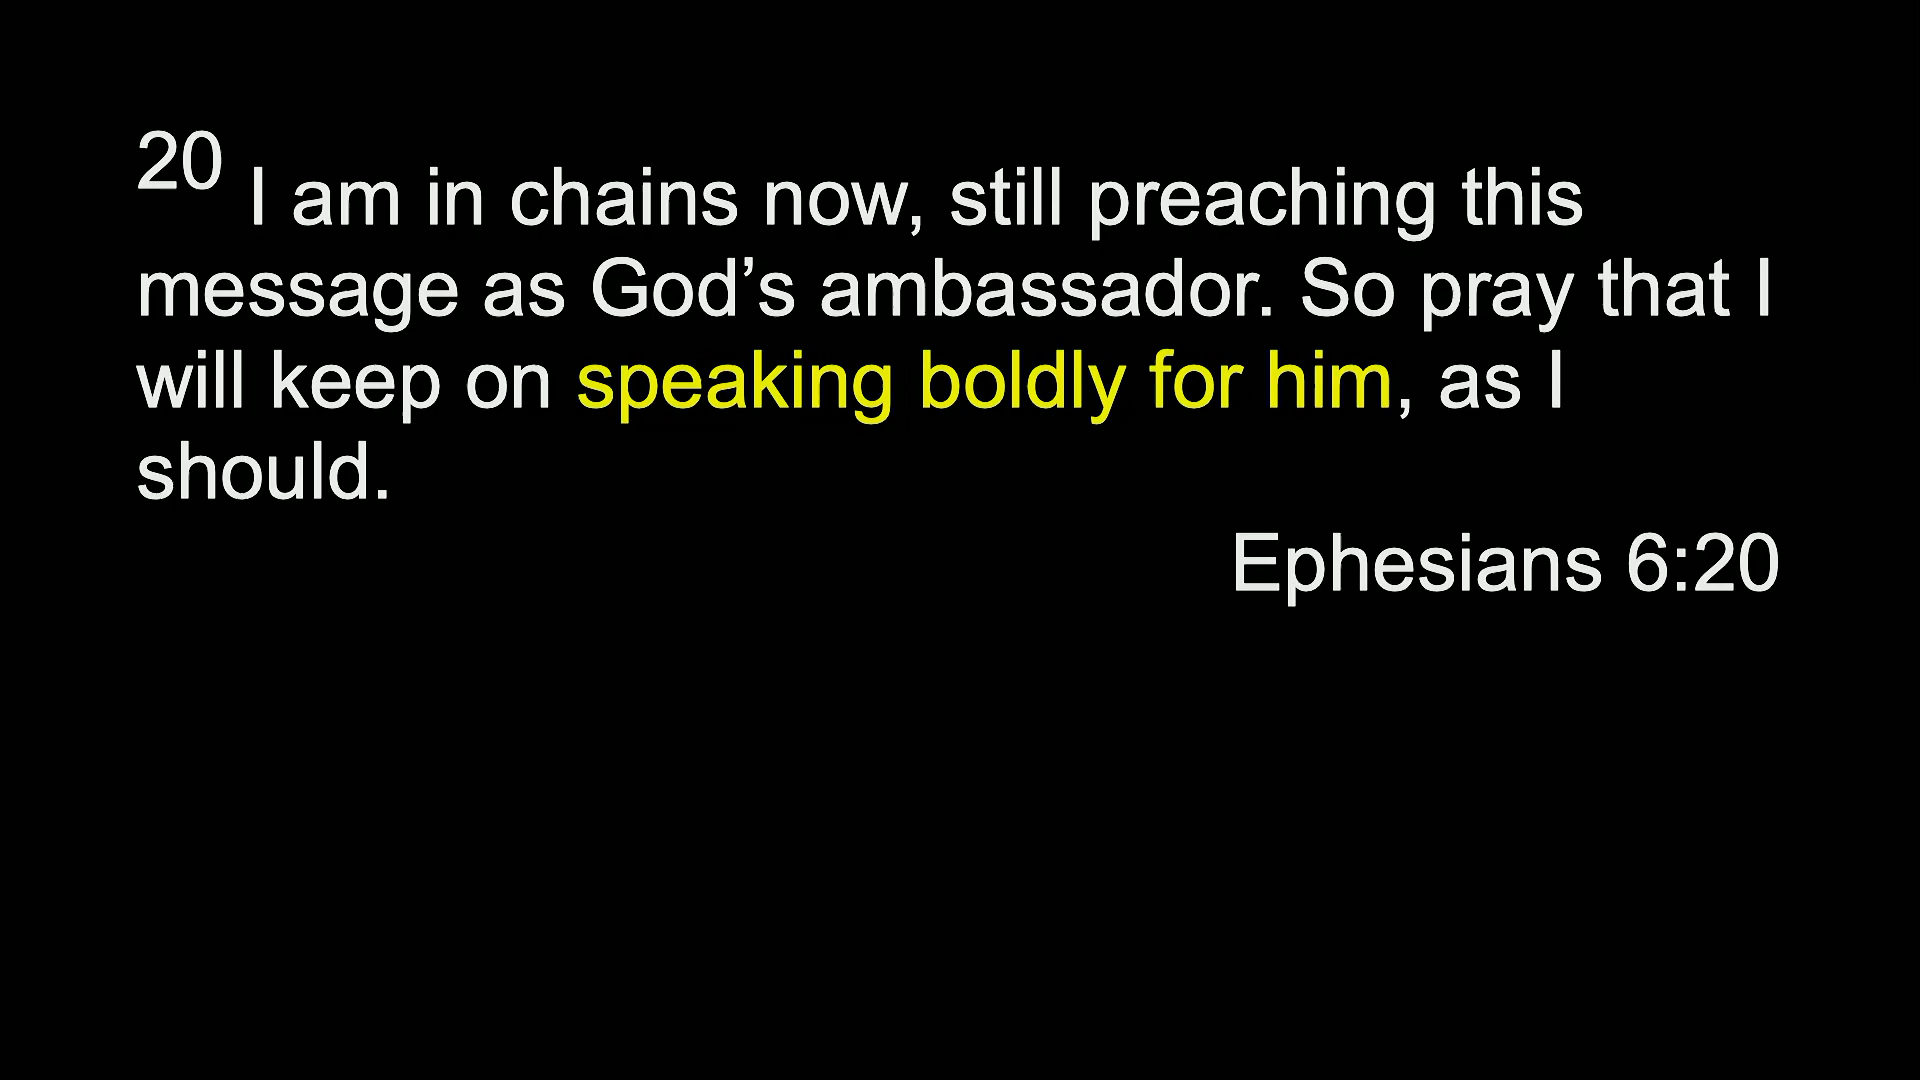 20 I am in chains now, still preaching this
message as God’s ambassador. So pray that I
will keep on speaking boldly for him, as I
should.
Ephesians 6:20